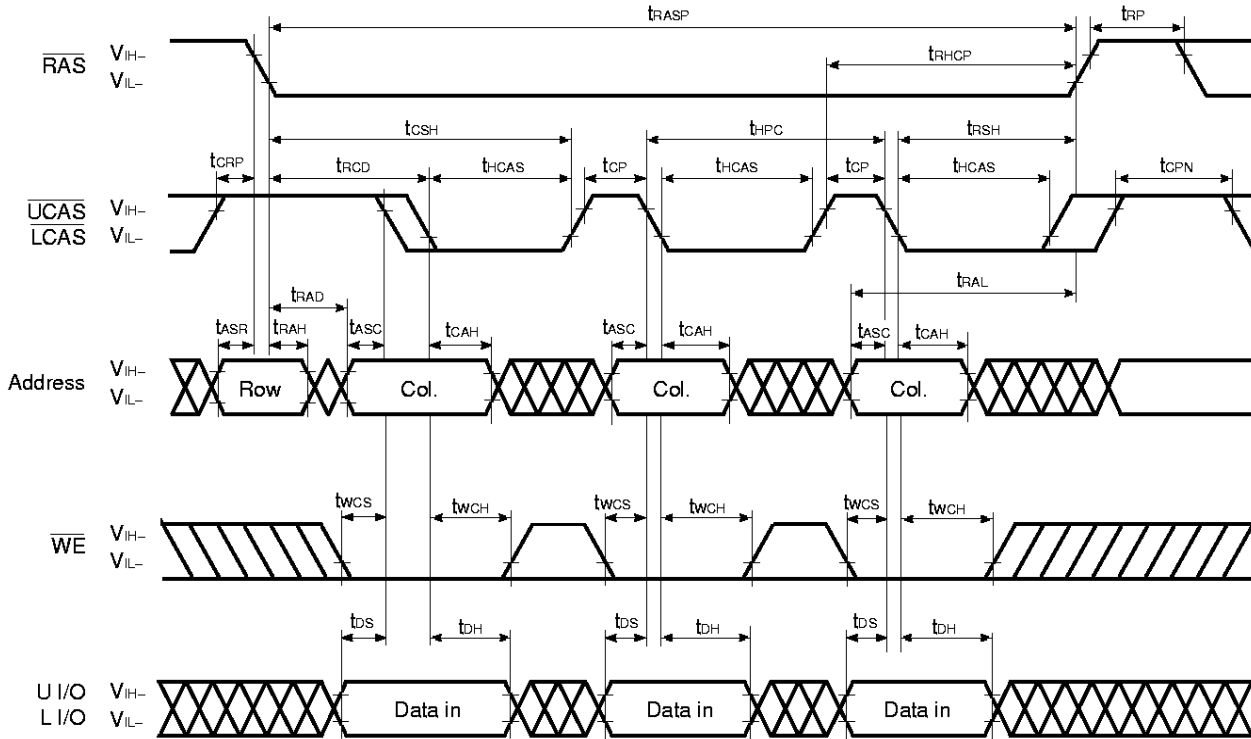 tRASP tRP
RAS VIH– VIL– tRHCP
tCSH tHPC tRSH
tCRP tRCD tHCAS tCP tHCAS tCP tHCAS tCPN
UCAS VIH–
LCAS VIL–
tRAD tRAL
tASR tRAH tASC tCAH tASC tCAH tASC tCAH
Address VIH– VIL– Row Col. Col. Col.
tWCS tWCH tWCS tWCH tWCS tWCH
WE VIH– VIL–
tDS tDH tDS tDH tDS tDH
U I/O VIH–
L I/O VIL– Data in Data in Data in